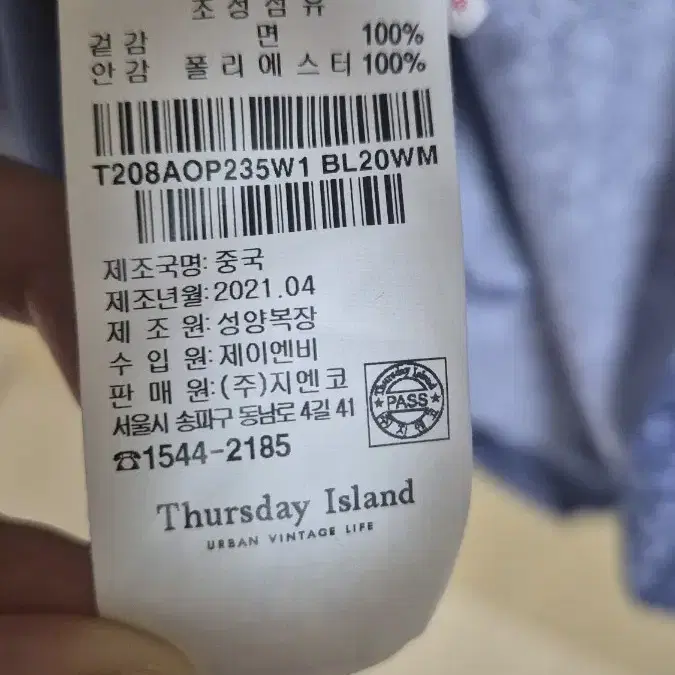 조성섬유
겉감 면 100%
안감 폴리에스터 100%
T208AOP235W1 BL20WM
제조국명: 중국
제조년월: 2021.04
제 조 원: 성양복장
수 입 원: 제이엔비
판 매 원: (주)지엔코
서울시 송파구 동남로 4길 41
☎1544-2185
Thursday Island
PASS
Thursday Island
URBAN VINTAGE LIFE